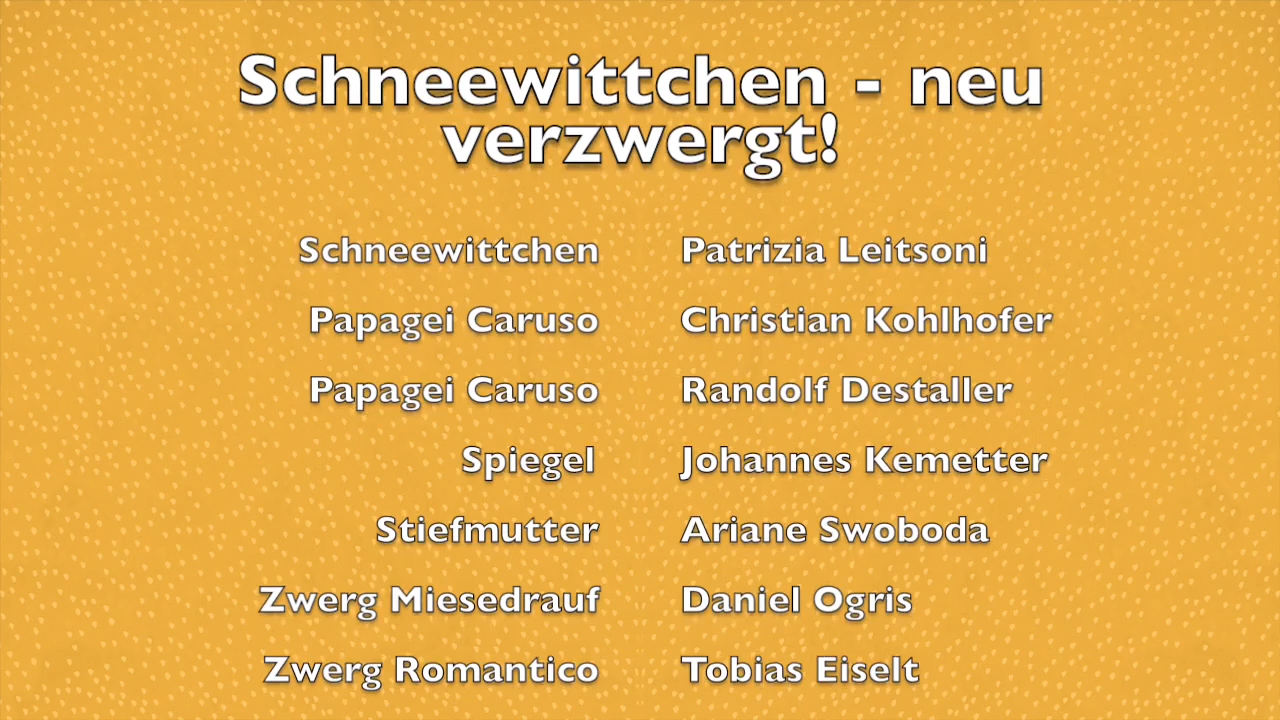 Schneewittchen - neu
verzwergt!
Schneewittchen Patrizia Leitsoni
Papagei Caruso Christian Kohlhofer
Papagei Caruso Randolf Destaller
Spiegel Johannes Kemetter
Stiefmutter Ariane Swoboda
Zwerg Miesedrauf Daniel Ogris
Zwerg Romantico Tobias Eiselt